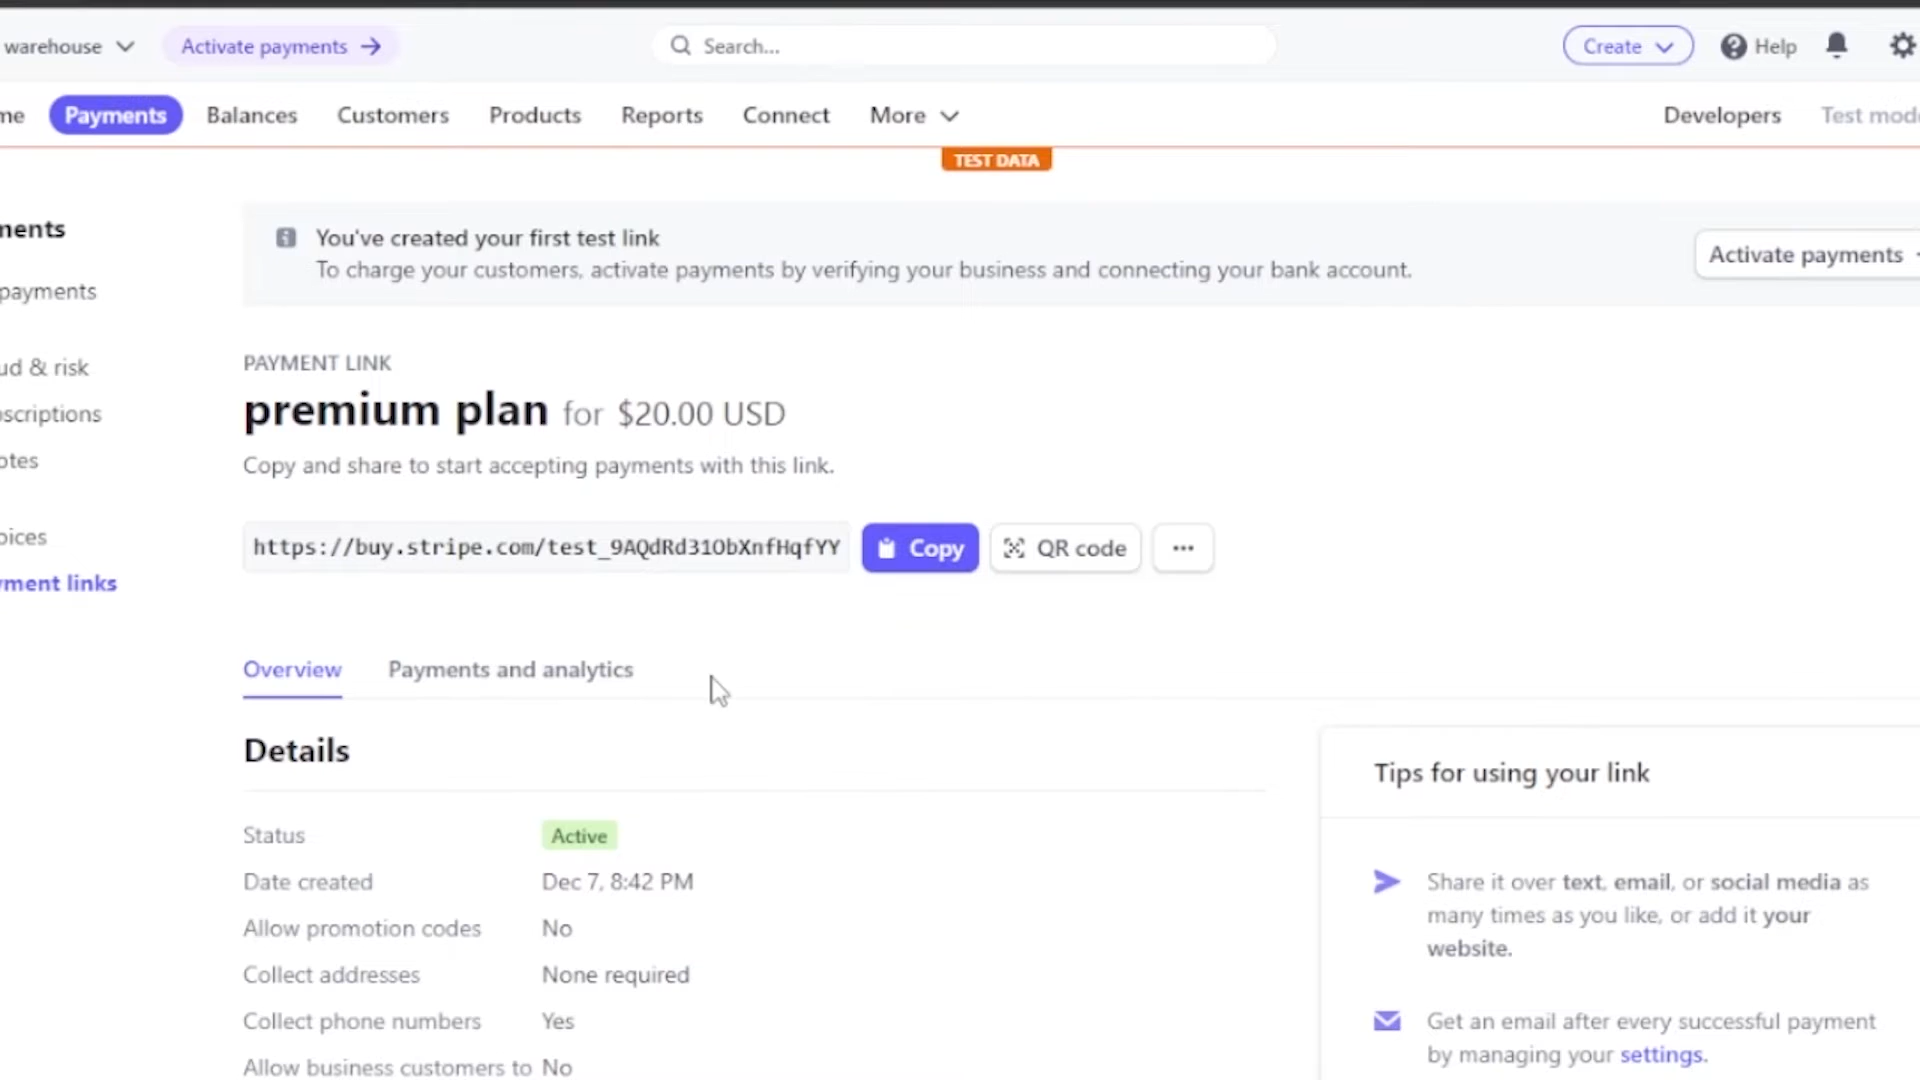 warehouse
Activate payments
Search...
Create
Help
me
Payments
Balances
Customers
Products
Reports
Connect
More
Developers
Test mod
TEST DATA
ments
payments
ud & risk
scriptions
otes
oices
ment links
You've created your first test link
To charge your customers, activate payments by verifying your business and connecting your bank account.
Activate payments
PAYMENT LINK
premium plan for $20.00 USD
Copy and share to start accepting payments with this link.
https://buy.stripe.com/test_9AQdRd31ObXnfHqfYY
Copy
QR code
Overview
Payments and analytics
Details
Status Active
Date created Dec 7, 8:42 PM
Allow promotion codes No
Collect addresses None required
Collect phone numbers Yes
Allow business customers to No
Tips for using your link
Share it over text, email, or social media as
many times as you like, or add it your
website.
Get an email after every successful payment
by managing your settings.